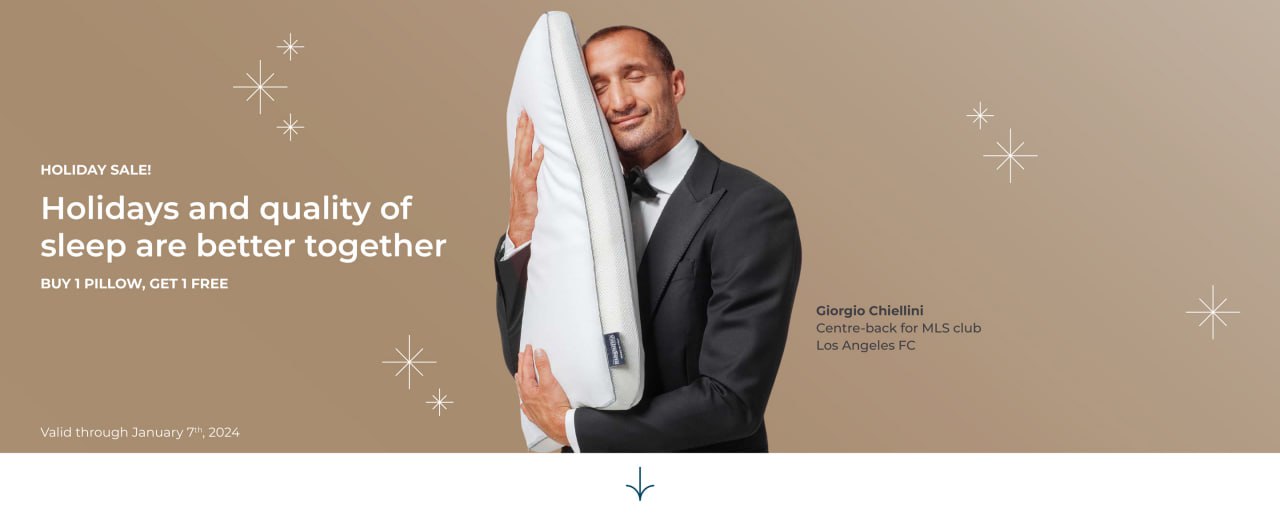 HOLIDAY SALE!
Holidays and quality of
sleep are better together
BUY 1 PILLOW, GET 1 FREE
Giorgio Chiellini
Centre-back for MLS club
Los Angeles FC
Valid through January 7th, 2024